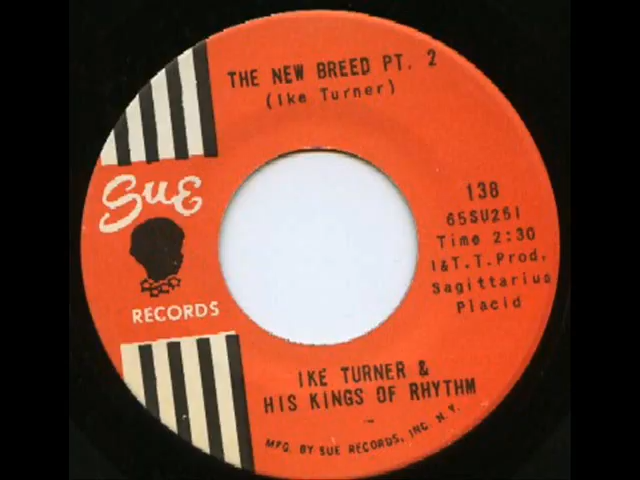 THE NEW BREED PT. 2
(Ike Turner)
Sue
RECORDS
138
65SU251
Time 2:30
I&T.T.Prod.
Sagittarius
Placid
IKE TURNER &
HIS KINGS OF RHYTHM
MFG. BY SUE RECORDS, INC. N.Y.